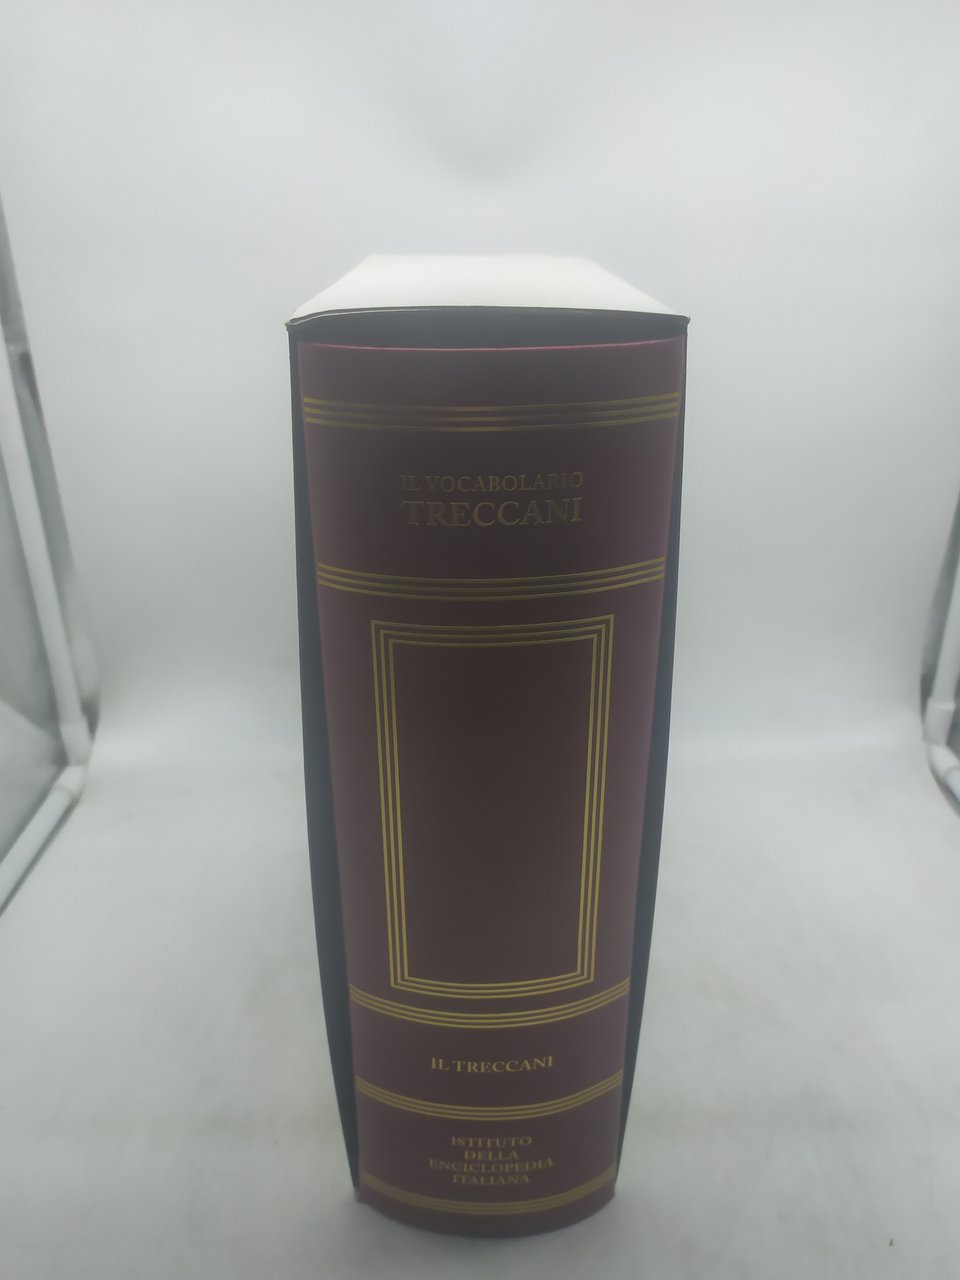 IL VOCABOLARIO
TRECCANI
IL TRECCANI
ISTITUTO
DELLA
ENCICLOPEDIA
ITALIANA